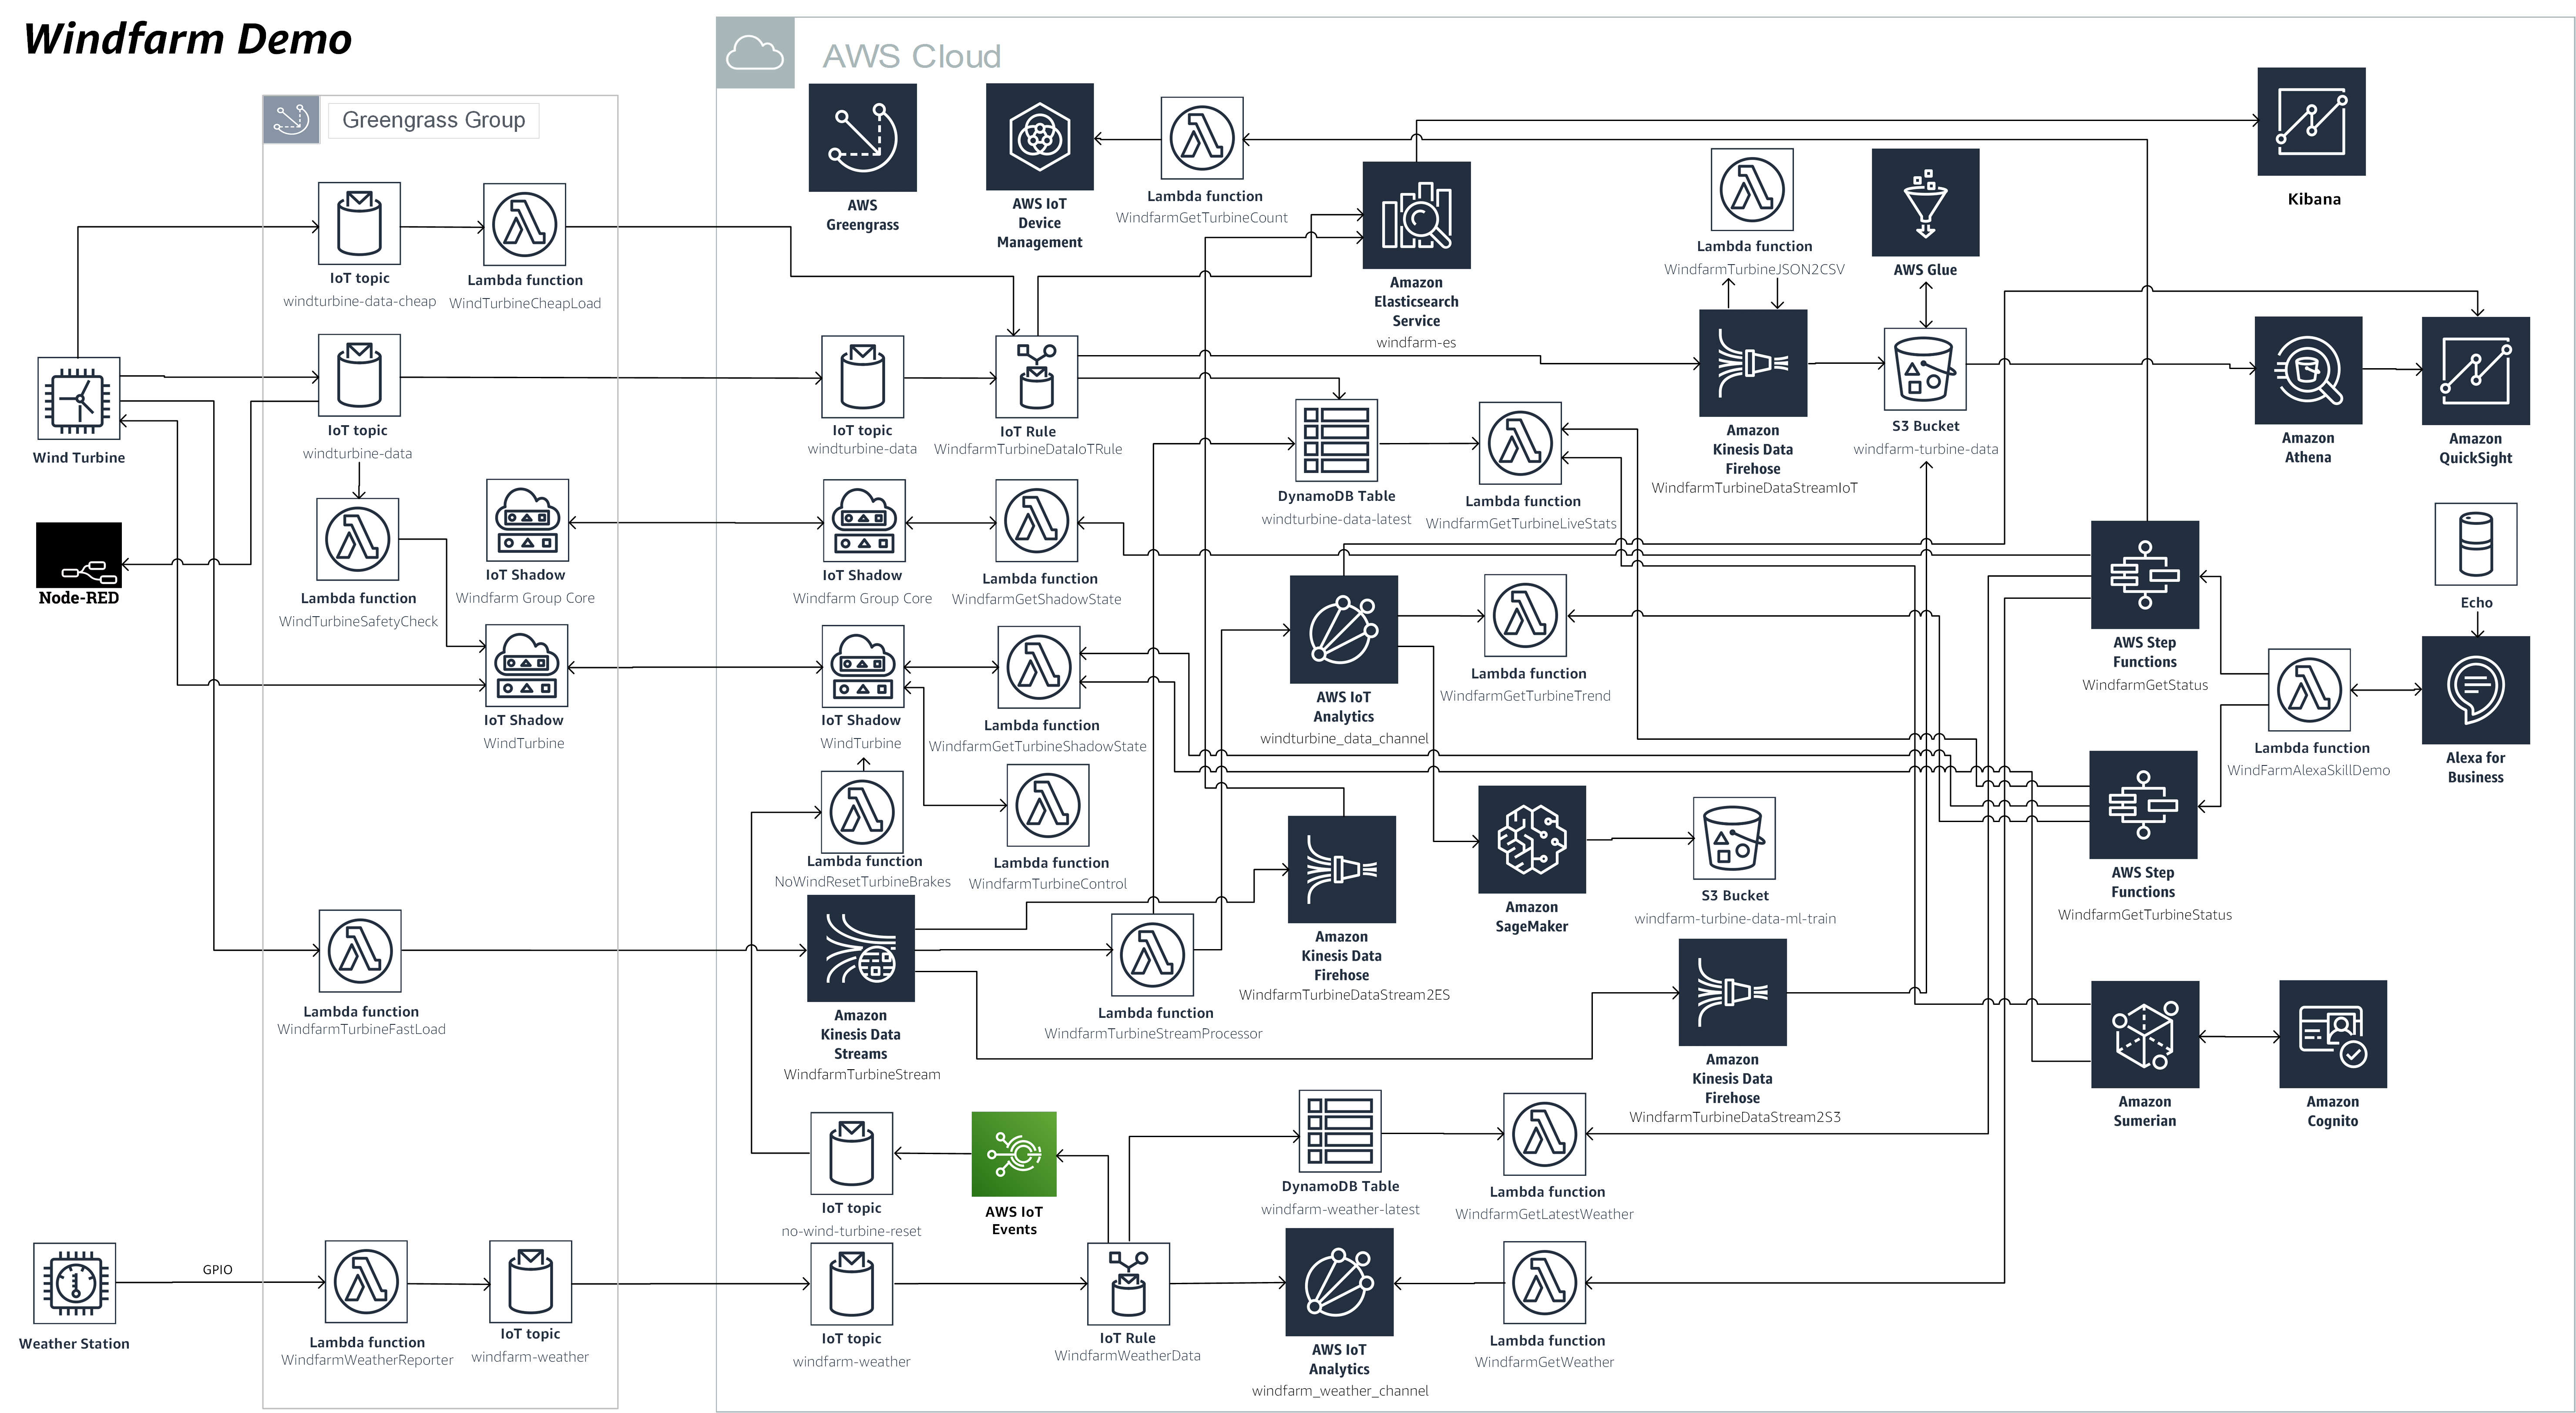 Windfarm Demo
AWS Cloud
Greengrass Group
AWS
Greengrass
AWS IoT
Device
Management
Lambda function
WindfarmGetTurbineCount
Kibana
IoT topic
windturbine-data-cheap
Lambda function
WindTurbineCheapLoad
Amazon
Elasticsearch
Service
windfarm-es
Lambda function
WindfarmTurbineJSON2CSV
AWS Glue
Wind Turbine
IoT topic
windturbine-data
IoT topic
windturbine-data
IoT Rule
WindfarmTurbineDataIoTRule
DynamoDB Table
windturbine-data-latest
Lambda function
WindfarmGetTurbineLiveStats
Amazon
Kinesis Data
Firehose
WindfarmTurbineDataStreamIoT
S3 Bucket
windfarm-turbine-data
Amazon
Athena
Amazon
QuickSight
Node-RED
Lambda function
WindTurbineSafetyCheck
IoT Shadow
Windfarm Group Core
IoT Shadow
Windfarm Group Core
Lambda function
WindfarmGetShadowState
AWS IoT
Analytics
windturbine_data_channel
Lambda function
WindfarmGetTurbineTrend
AWS Step
Functions
WindfarmGetStatus
Echo
IoT Shadow
WindTurbine
IoT Shadow
WindTurbine
Lambda function
WindfarmGetTurbineShadowState
Lambda function
WindFarmAlexaSkillDemo
Alexa for
Business
Lambda function
NoWindResetTurbineBrakes
Lambda function
WindfarmTurbineControl
Amazon
SageMaker
S3 Bucket
windfarm-turbine-data-ml-train
AWS Step
Functions
WindfarmGetTurbineStatus
Lambda function
WindfarmTurbineFastLoad
Amazon
Kinesis Data
Streams
WindfarmTurbineStream
Lambda function
WindfarmTurbineStreamProcessor
Amazon
Kinesis Data
Firehose
WindfarmTurbineDataStream2ES
Amazon
Kinesis Data
Firehose
WindfarmTurbineDataStream2S3
Amazon
Sumerian
Amazon
Cognito
IoT topic
no-wind-turbine-reset
AWS IoT
Events
DynamoDB Table
windfarm-weather-latest
Lambda function
WindfarmGetLatestWeather
Weather Station
GPIO
Lambda function
WindfarmWeatherReporter
IoT topic
windfarm-weather
IoT topic
windfarm-weather
IoT Rule
WindfarmWeatherData
AWS IoT
Analytics
windfarm_weather_channel
Lambda function
WindfarmGetWeather